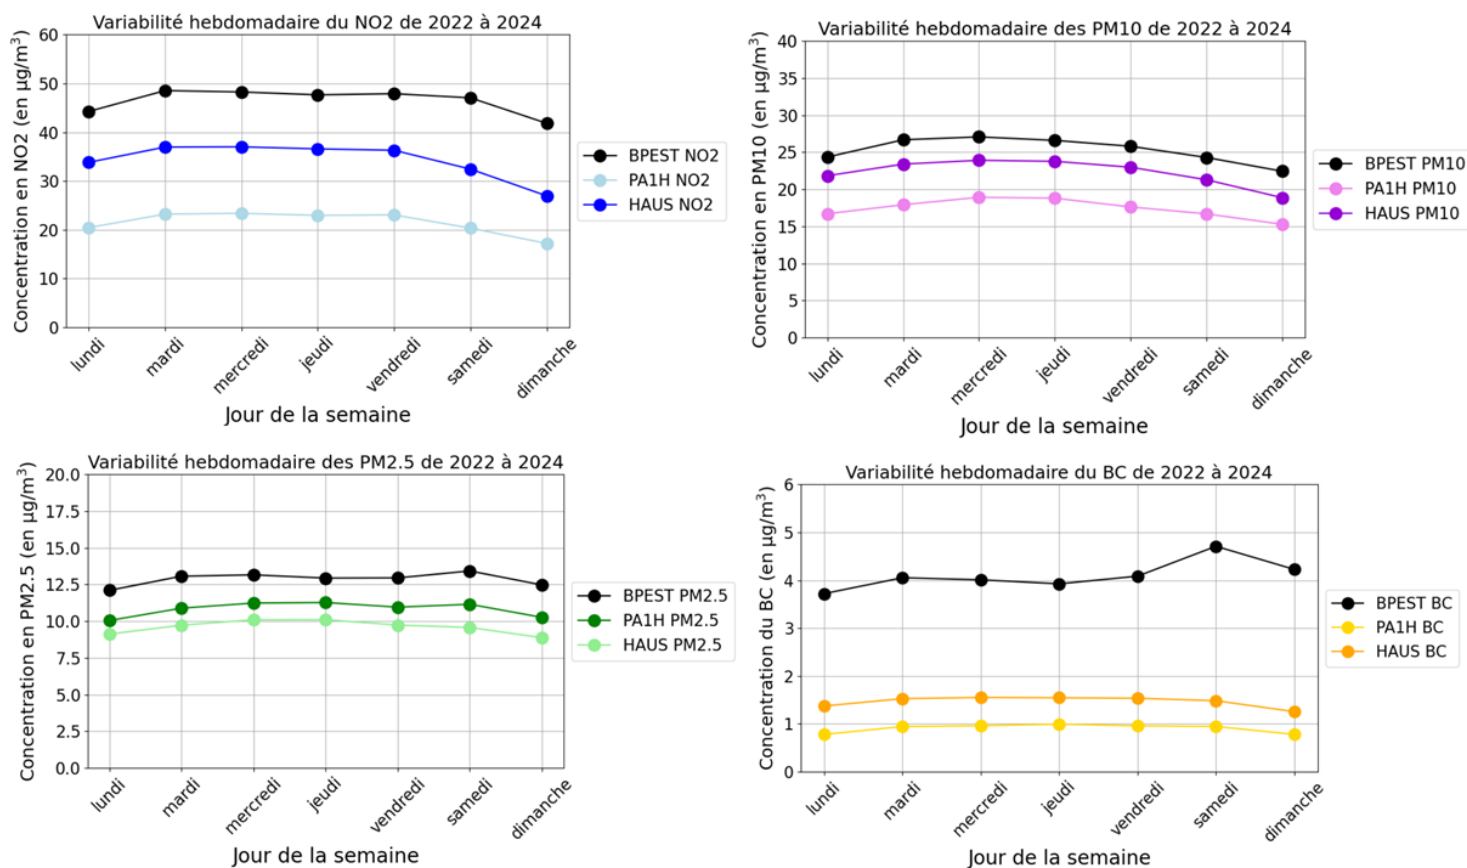 Variabilité hebdomadaire du NO2 de 2022 à 2024
Concentration en NO2 (en µg/m³)
60
50
40
30
20
10
0
lundi
mardi
mercredi
jeudi
vendredi
samedi
dimanche
Jour de la semaine
BPEST NO2
PA1H NO2
HAUS NO2
Variabilité hebdomadaire des PM10 de 2022 à 2024
Concentration en PM10 (en µg/m³)
40
35
30
25
20
15
10
5
0
lundi
mardi
mercredi
jeudi
vendredi
samedi
dimanche
Jour de la semaine
BPEST PM10
PA1H PM10
HAUS PM10
Variabilité hebdomadaire des PM2.5 de 2022 à 2024
Concentration en PM2.5 (en µg/m³)
20.0
17.5
15.0
12.5
10.0
7.5
5.0
2.5
0.0
lundi
mardi
mercredi
jeudi
vendredi
samedi
dimanche
Jour de la semaine
BPEST PM2.5
PA1H PM2.5
HAUS PM2.5
Variabilité hebdomadaire du BC de 2022 à 2024
Concentration du BC (en µg/m³)
6
5
4
3
2
1
0
lundi
mardi
mercredi
jeudi
vendredi
samedi
dimanche
Jour de la semaine
BPEST BC
PA1H BC
HAUS BC